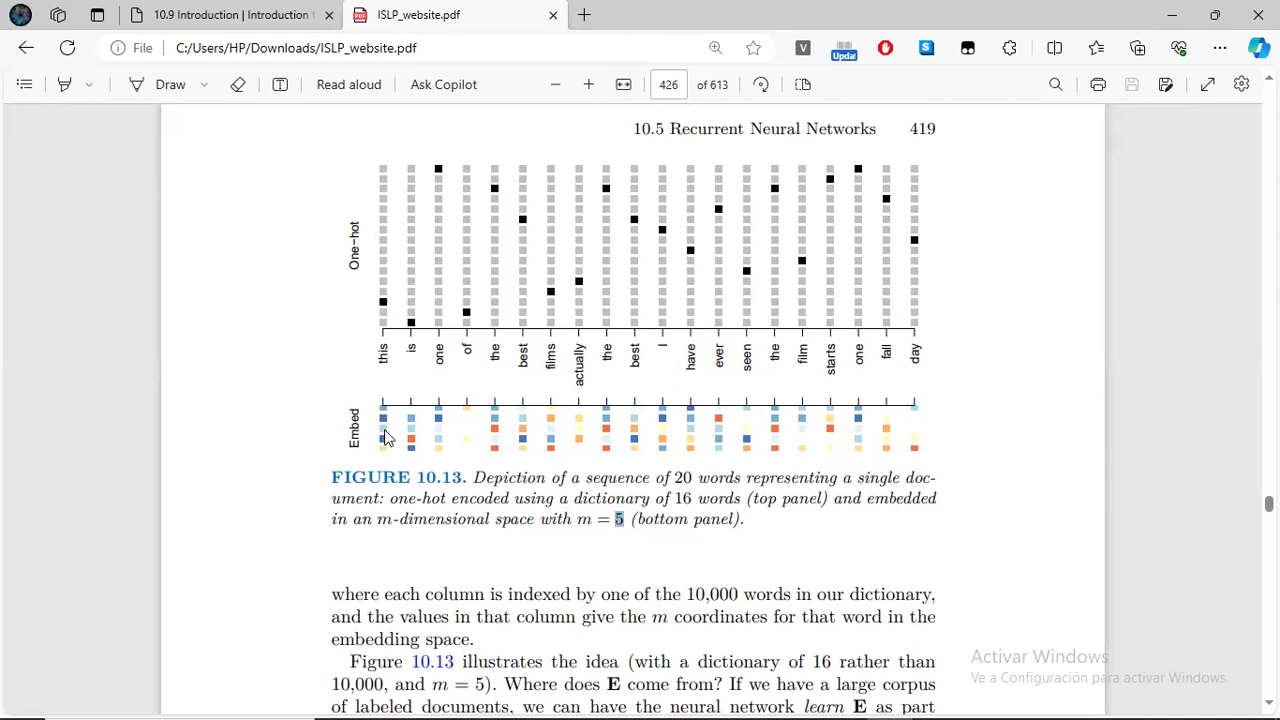 10.9 Introduction | Introduction t
ISLP_website.pdf
File
C:/Users/HP/Downloads/ISLP_website.pdf
V
Updat
S
Draw
Read aloud
Ask Copilot
426
of 613
10.5 Recurrent Neural Networks 419
One-hot
this
is
one
of
the
best
films
actually
the
best
I
have
ever
seen
the
film
starts
one
fall
day
Embed
FIGURE 10.13. Depiction of a sequence of 20 words representing a single doc-
ument: one-hot encoded using a dictionary of 16 words (top panel) and embedded
in an m-dimensional space with m = 5 (bottom panel).
where each column is indexed by one of the 10,000 words in our dictionary,
and the values in that column give the m coordinates for that word in the
embedding space.
Figure 10.13 illustrates the idea (with a dictionary of 16 rather than
10,000, and m = 5). Where does E come from? If we have a large corpus
of labeled documents, we can have the neural network learn E as part
Activar Windows
Ve a Configuración para activar Windows.